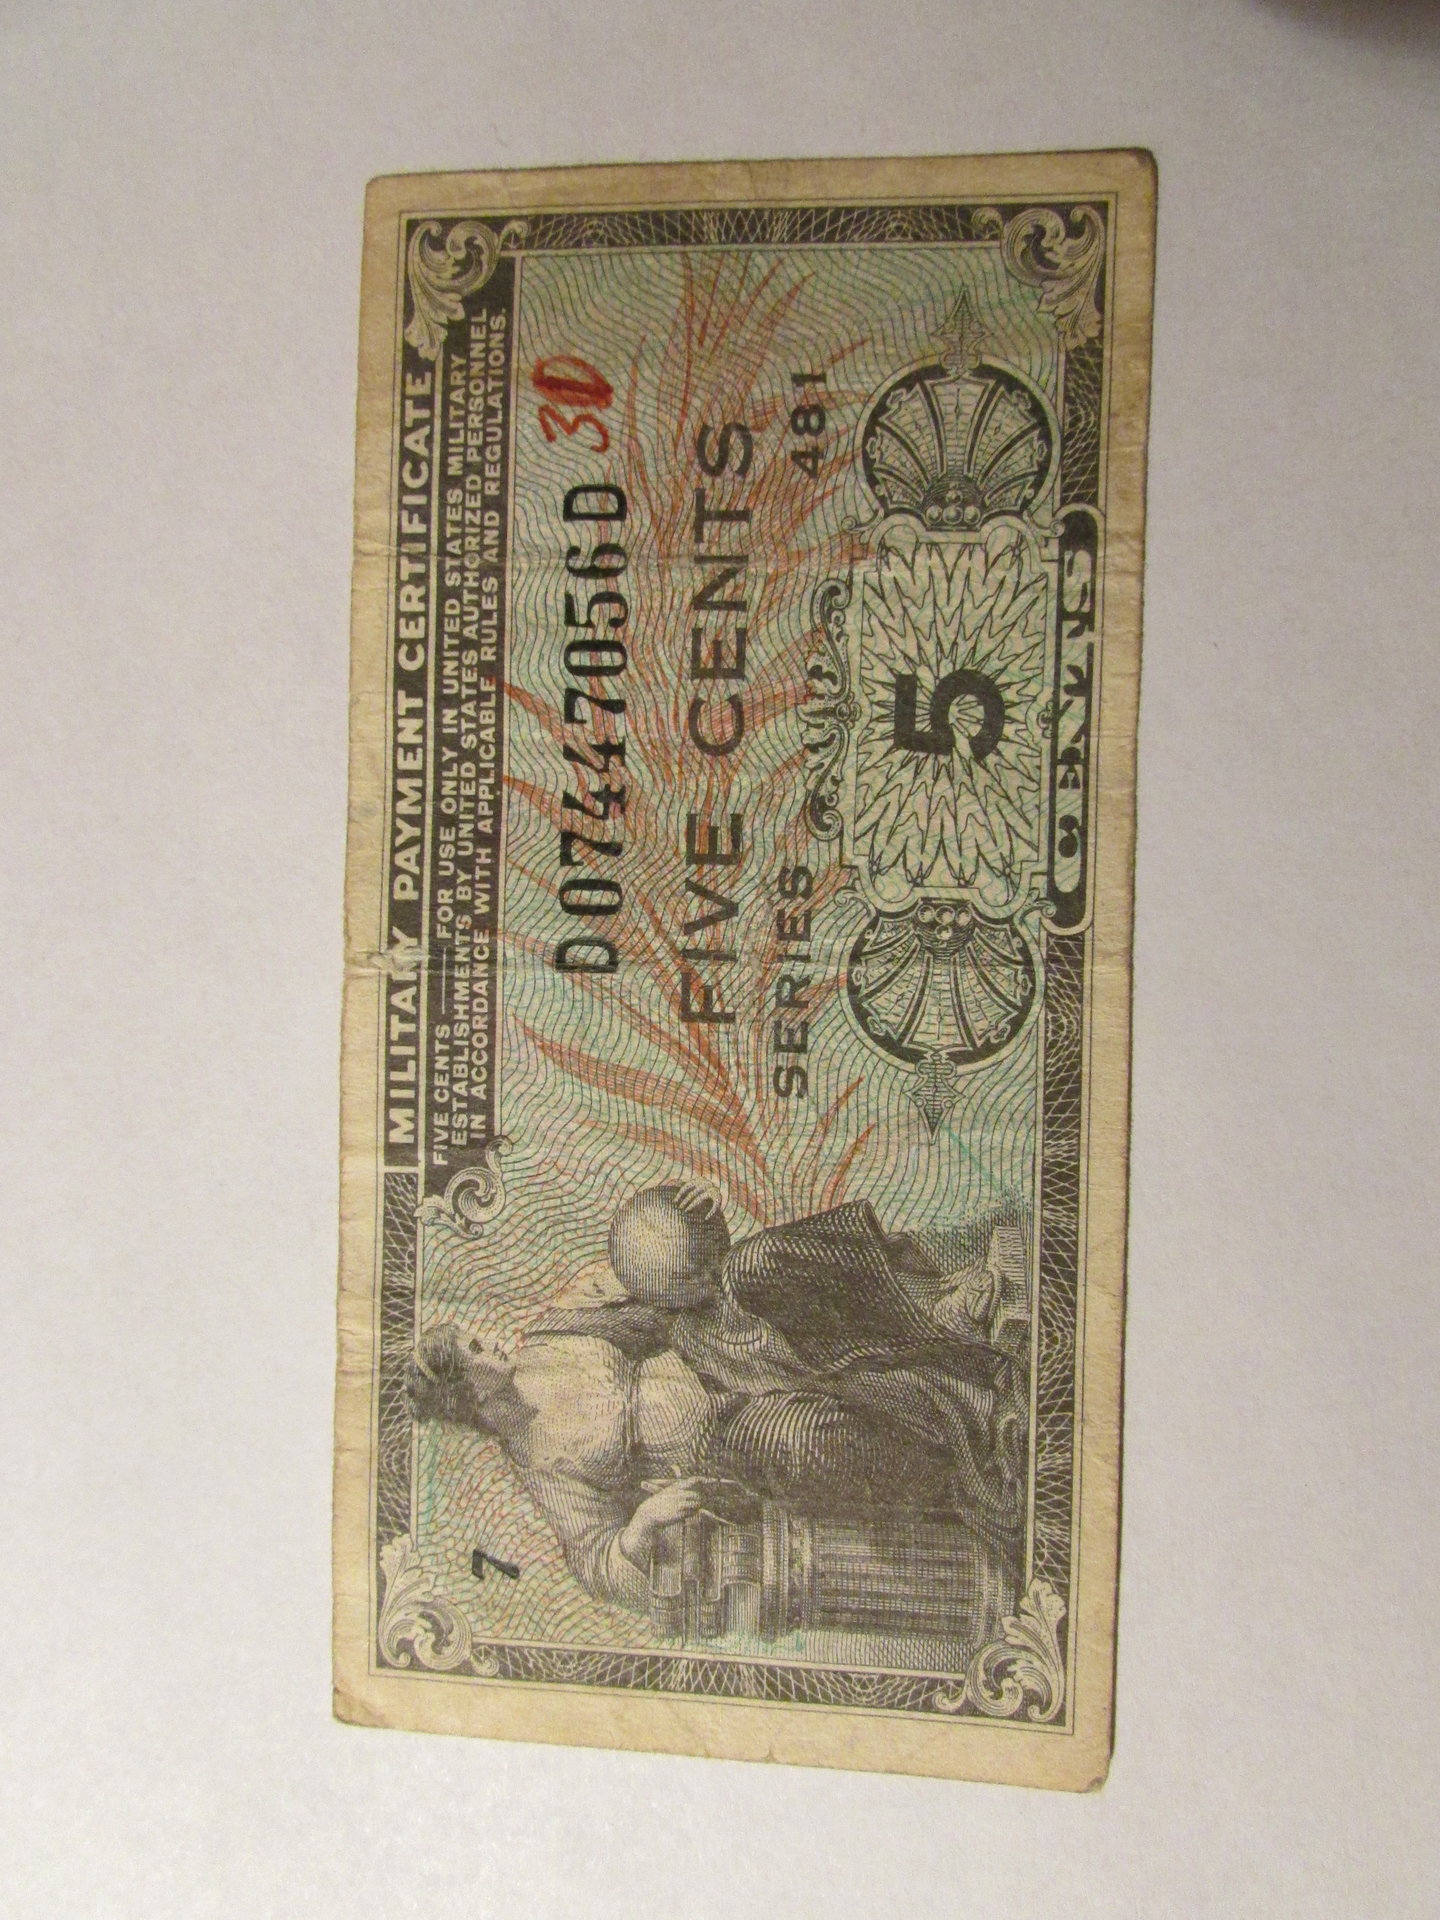 MILITARY PAYMENT CERTIFICATE
FIVE CENTS — FOR USE ONLY IN UNITED STATES MILITARY
ESTABLISHMENTS BY UNITED STATES AUTHORIZED PERSONNEL
IN ACCORDANCE WITH APPLICABLE RULES AND REGULATIONS.
7
D07447056D
30
FIVE CENTS
SERIES 481
5
CENTS